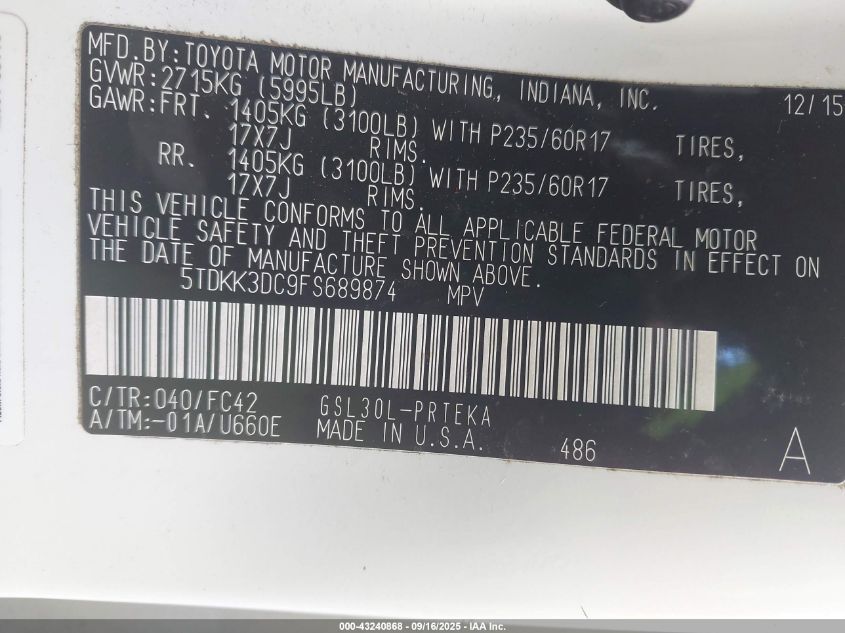 MFD.BY:TOYOTA MOTOR MANUFACTURING, INDIANA, INC. 12/15
GVWR:2715KG (5995LB)
GAWR:FRT. 1405KG (3100LB) WITH P235/60R17 TIRES,
17X7J RIMS.
RR. 1405KG (3100LB) WITH P235/60R17 TIRES,
17X7J RIMS.
THIS VEHICLE CONFORMS TO ALL APPLICABLE FEDERAL MOTOR
VEHICLE SAFETY AND THEFT PREVENTION STANDARDS IN EFFECT ON
THE DATE OF MANUFACTURE SHOWN ABOVE.
5TDKK3DC9FS689874 MPV
C/TR:040/FC42 GSL30L-PRTEKA
A/TM:-01A/U660E MADE IN U.S.A. 486 A
000-43240868 - 09/16/2025 - IAA Inc.